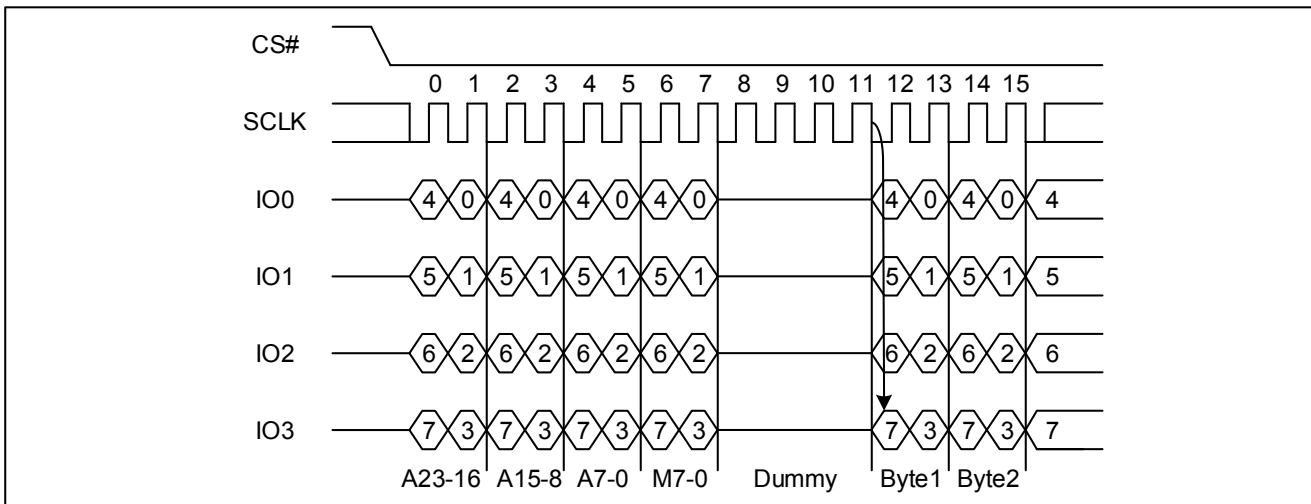 CS#
0 1 2 3 4 5 6 7 8 9 10 11 12 13 14 15
SCLK
IO0 4 0 4 0 4 0 4 0 4 0 4 0 4
IO1 5 1 5 1 5 1 5 1 5 1 5 1 5
IO2 6 2 6 2 6 2 6 2 6 2 6 2 6
IO3 7 3 7 3 7 3 7 3 7 3 7 3 7
A23-16 A15-8 A7-0 M7-0 Dummy Byte1 Byte2